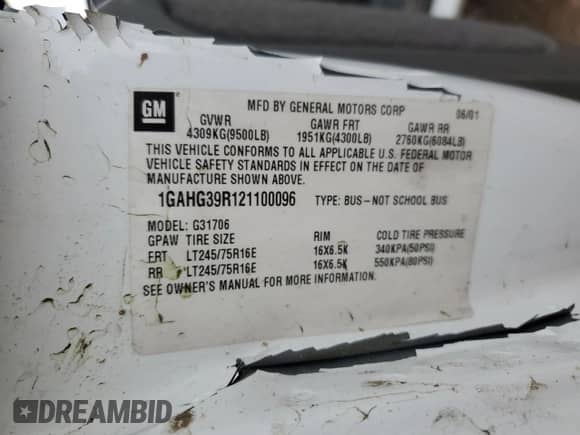 GM
MFD BY GENERAL MOTORS CORP 06/01
GVWR GAWR FRT GAWR RR
4309KG(9500LB) 1951KG(4300LB) 2760KG(6084LB)
THIS VEHICLE CONFORMS TO ALL APPLICABLE U.S. FEDERAL MOTOR
VEHICLE SAFETY STANDARDS IN EFFECT ON THE DATE OF
MANUFACTURE SHOWN ABOVE.
1GAHG39R121100096 TYPE: BUS-NOT SCHOOL BUS
MODEL: G31706
GPAW TIRE SIZE RIM COLD TIRE PRESSURE
FRT LT245/75R16E 16X6.5K 340KPA(50PSI)
RR LT245/75R16E 16X6.5K 550KPA(80PSI)
SEE OWNER'S MANUAL FOR MORE INFORMATION.
DREAMBID